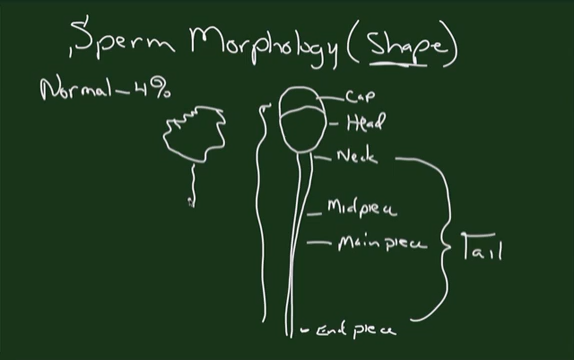 Sperm Morphology (Shape)
Normal - 4%
Cap
Head
Neck
Midpiece
Main piece
Tail
End piece